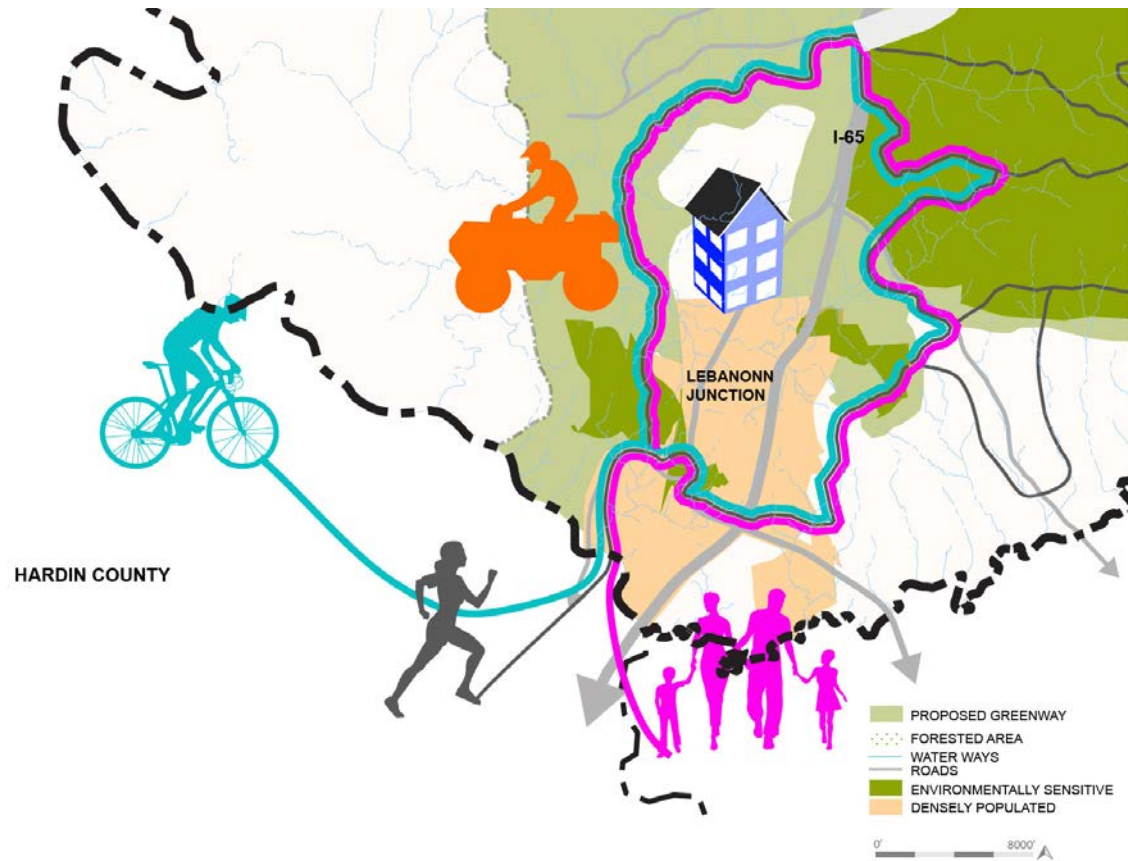 I-65
LEBANONN
JUNCTION
HARDIN COUNTY
PROPOSED GREENWAY
FORESTED AREA
WATER WAYS
ROADS
ENVIRONMENTALLY SENSITIVE
DENSELY POPULATED
0' 8000'